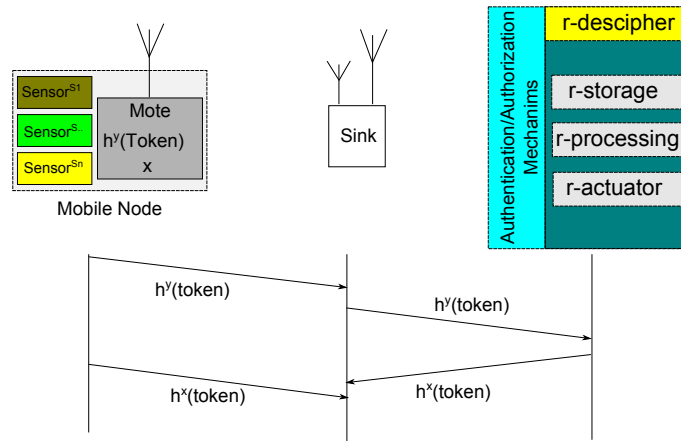 Sensor^S1
Sensor^S..
Sensor^Sn
Mote
h^y(Token)
x
Mobile Node
Sink
Authentication/Authorization
Mechanims
r-descipher
r-storage
r-processing
r-actuator
h^y(token)
h^y(token)
h^x(token)
h^x(token)